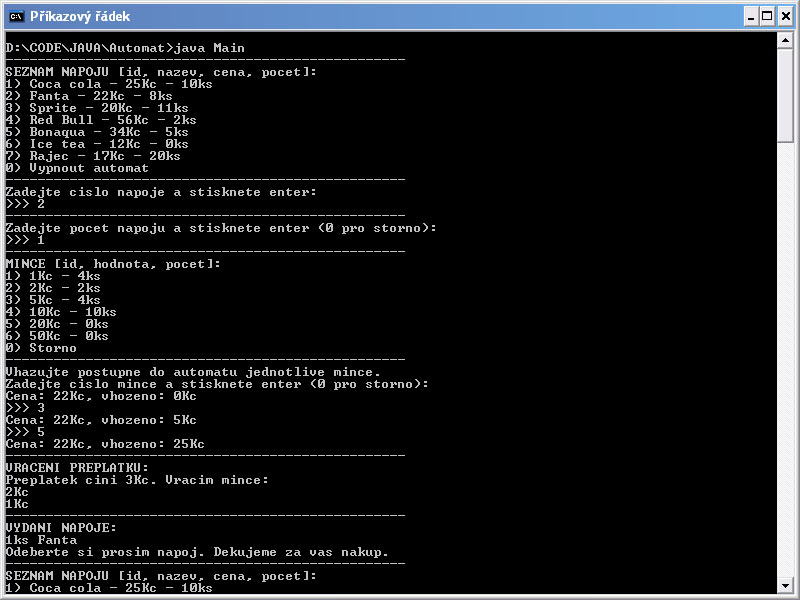 Příkazový řádek
D:\CODE\JAVA\Automat>java Main
--------------------------------------------------
SEZNAM NAPOJU [id, nazev, cena, pocet]:
1) Coca cola - 25Kc - 10ks
2) Fanta - 22Kc - 8ks
3) Sprite - 20Kc - 11ks
4) Red Bull - 56Kc - 2ks
5) Bonaqua - 34Kc - 5ks
6) Ice tea - 12Kc - 0ks
7) Rajec - 17Kc - 20ks
0) Vypnout automat
--------------------------------------------------
Zadejte cislo napoje a stisknete enter:
>>> 2
--------------------------------------------------
Zadejte pocet napoju a stisknete enter (0 pro storno):
>>> 1
--------------------------------------------------
MINCE [id, hodnota, pocet]:
1) 1Kc - 4ks
2) 2Kc - 2ks
3) 5Kc - 4ks
4) 10Kc - 10ks
5) 20Kc - 0ks
6) 50Kc - 0ks
0) Storno
--------------------------------------------------
Vhazujte postupne do automatu jednotlive mince.
Zadejte cislo mince a stisknete enter (0 pro storno):
Cena: 22Kc, vhozeno: 0Kc
>>> 3
Cena: 22Kc, vhozeno: 5Kc
>>> 5
Cena: 22Kc, vhozeno: 25Kc
--------------------------------------------------
VRACENI PREPLATKU:
Preplatek cini 3Kc. Vracim mince:
2Kc
1Kc
--------------------------------------------------
VYDANI NAPOJE:
1ks Fanta
Odeberte si prosim napoj. Dekujeme za vas nakup.
--------------------------------------------------
SEZNAM NAPOJU [id, nazev, cena, pocet]:
1) Coca cola - 25Kc - 10ks